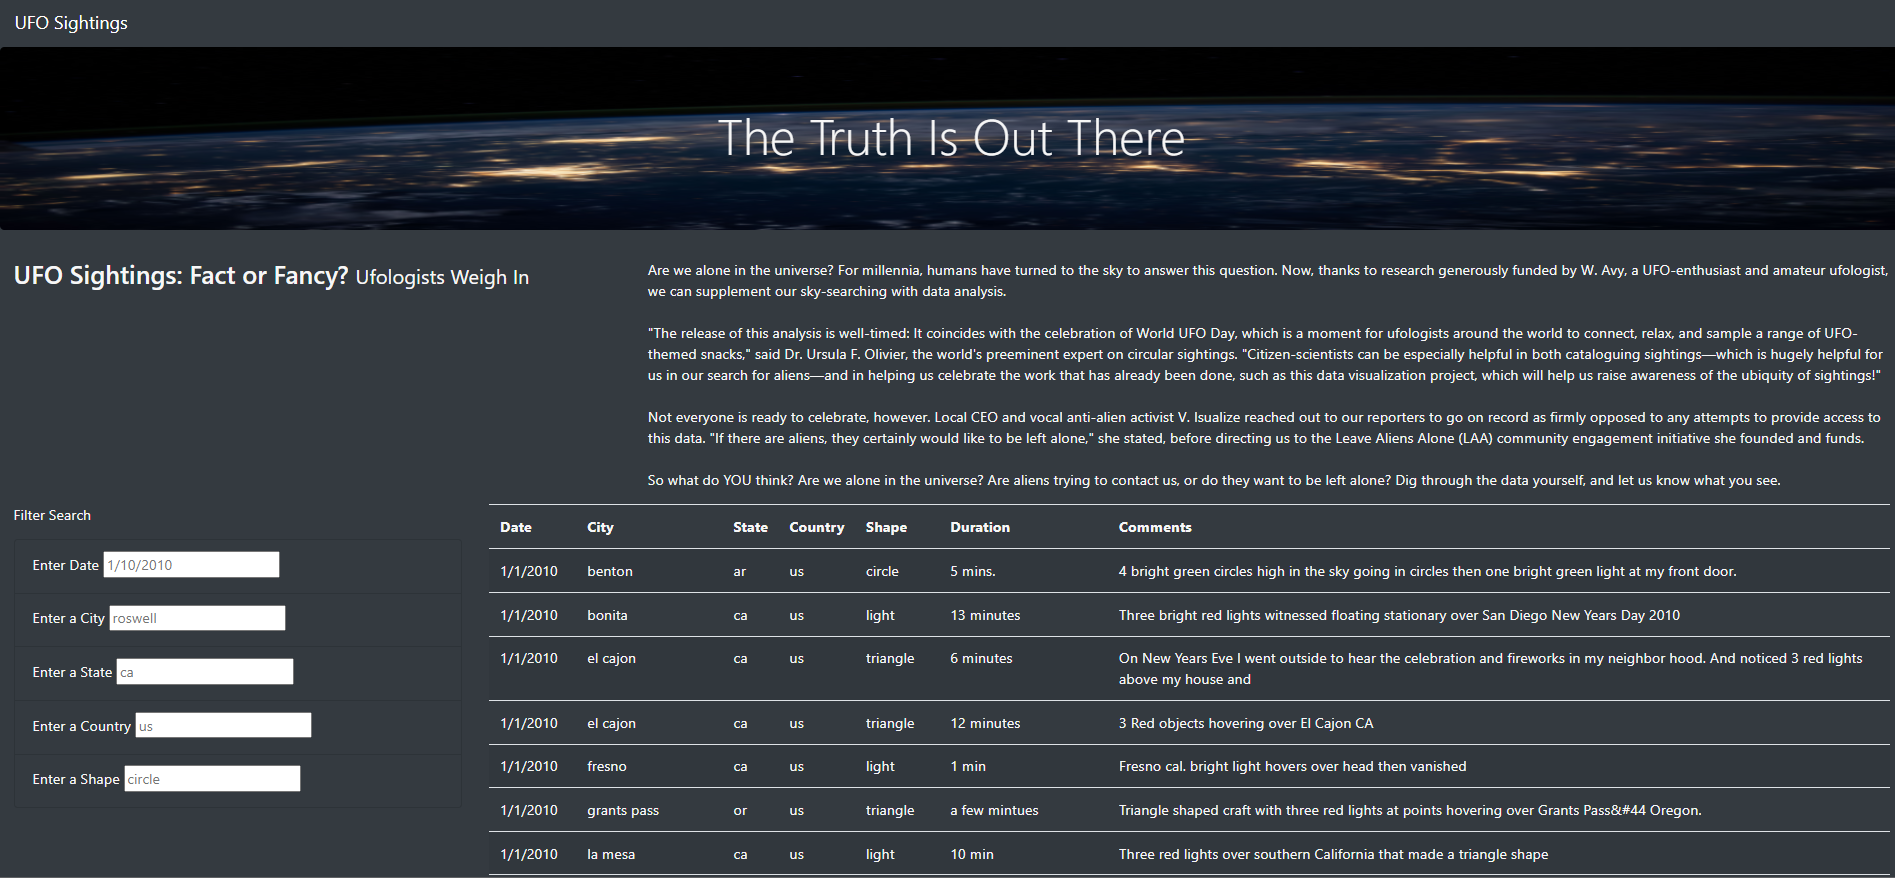 UFO Sightings
The Truth Is Out There
UFO Sightings: Fact or Fancy? Ufologists Weigh In
Are we alone in the universe? For millennia, humans have turned to the sky to answer this question. Now, thanks to research generously funded by W. Avy, a UFO-enthusiast and amateur ufologist,
we can supplement our sky-searching with data analysis.
"The release of this analysis is well-timed: It coincides with the celebration of World UFO Day, which is a moment for ufologists around the world to connect, relax, and sample a range of UFO-
themed snacks," said Dr. Ursula F. Olivier, the world's preeminent expert on circular sightings. "Citizen-scientists can be especially helpful in both cataloguing sightings—which is hugely helpful for
us in our search for aliens—and in helping us celebrate the work that has already been done, such as this data visualization project, which will help us raise awareness of the ubiquity of sightings!"
Not everyone is ready to celebrate, however. Local CEO and vocal anti-alien activist V. Isualize reached out to our reporters to go on record as firmly opposed to any attempts to provide access to
this data. "If there are aliens, they certainly would like to be left alone," she stated, before directing us to the Leave Aliens Alone (LAA) community engagement initiative she founded and funds.
So what do YOU think? Are we alone in the universe? Are aliens trying to contact us, or do they want to be left alone? Dig through the data yourself, and let us know what you see.
Filter Search
Enter Date 1/10/2010
Enter a City roswell
Enter a State ca
Enter a Country us
Enter a Shape circle
Date City State Country Shape Duration Comments
1/1/2010 benton ar us circle 5 mins. 4 bright green circles high in the sky going in circles then one bright green light at my front door.
1/1/2010 bonita ca us light 13 minutes Three bright red lights witnessed floating stationary over San Diego New Years Day 2010
1/1/2010 el cajon ca us triangle 6 minutes On New Years Eve I went outside to hear the celebration and fireworks in my neighbor hood. And noticed 3 red lights
above my house and
1/1/2010 el cajon ca us triangle 12 minutes 3 Red objects hovering over El Cajon CA
1/1/2010 fresno ca us light 1 min Fresno cal. bright light hovers over head then vanished
1/1/2010 grants pass or us triangle a few mintues Triangle shaped craft with three red lights at points hovering over Grants Pass&#44 Oregon.
1/1/2010 la mesa ca us light 10 min Three red lights over southern California that made a triangle shape